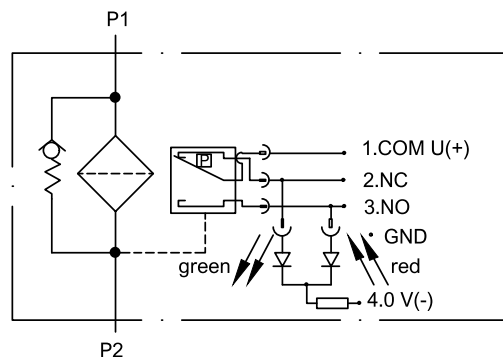 P1
P
1.COM U(+)
2.NC
3.NO
GND
green
red
4.0 V(-)
P2